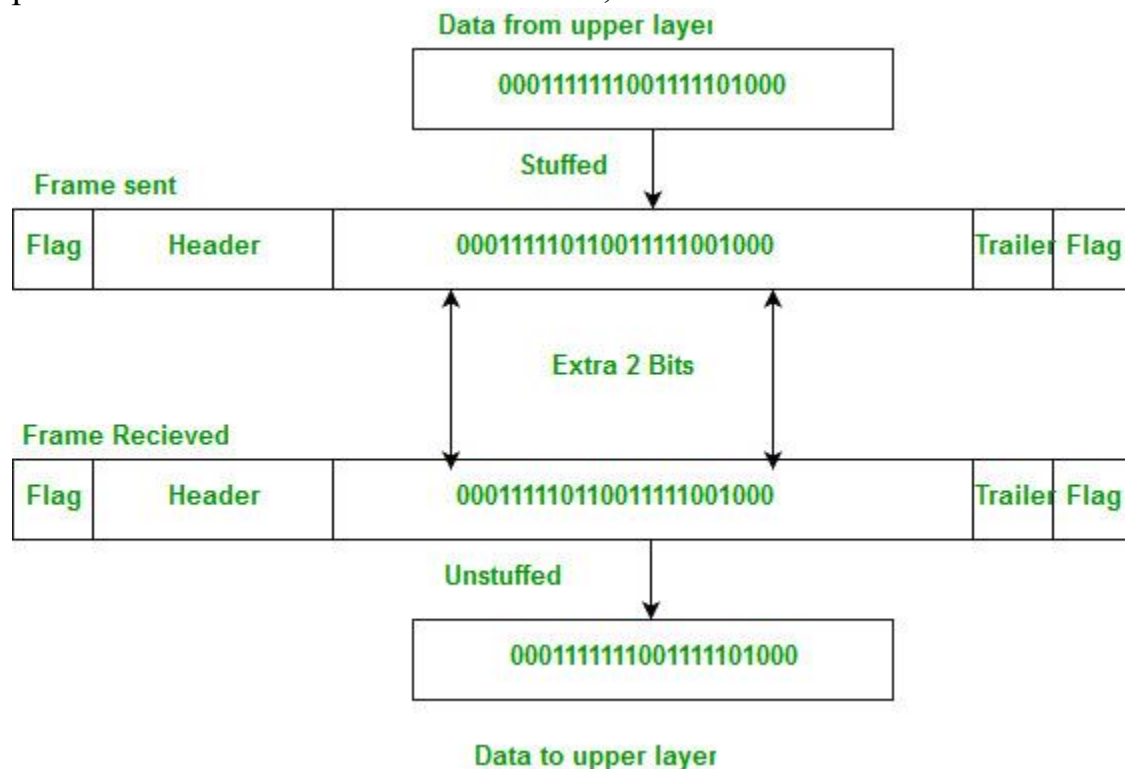 Data from upper layer
0001111111001111101000
Stuffed
Frame sent
Flag Header 000111110110011111001000 Trailer Flag
Extra 2 Bits
Frame Recieved
Flag Header 000111110110011111001000 Trailer Flag
Unstuffed
0001111111001111101000
Data to upper layer